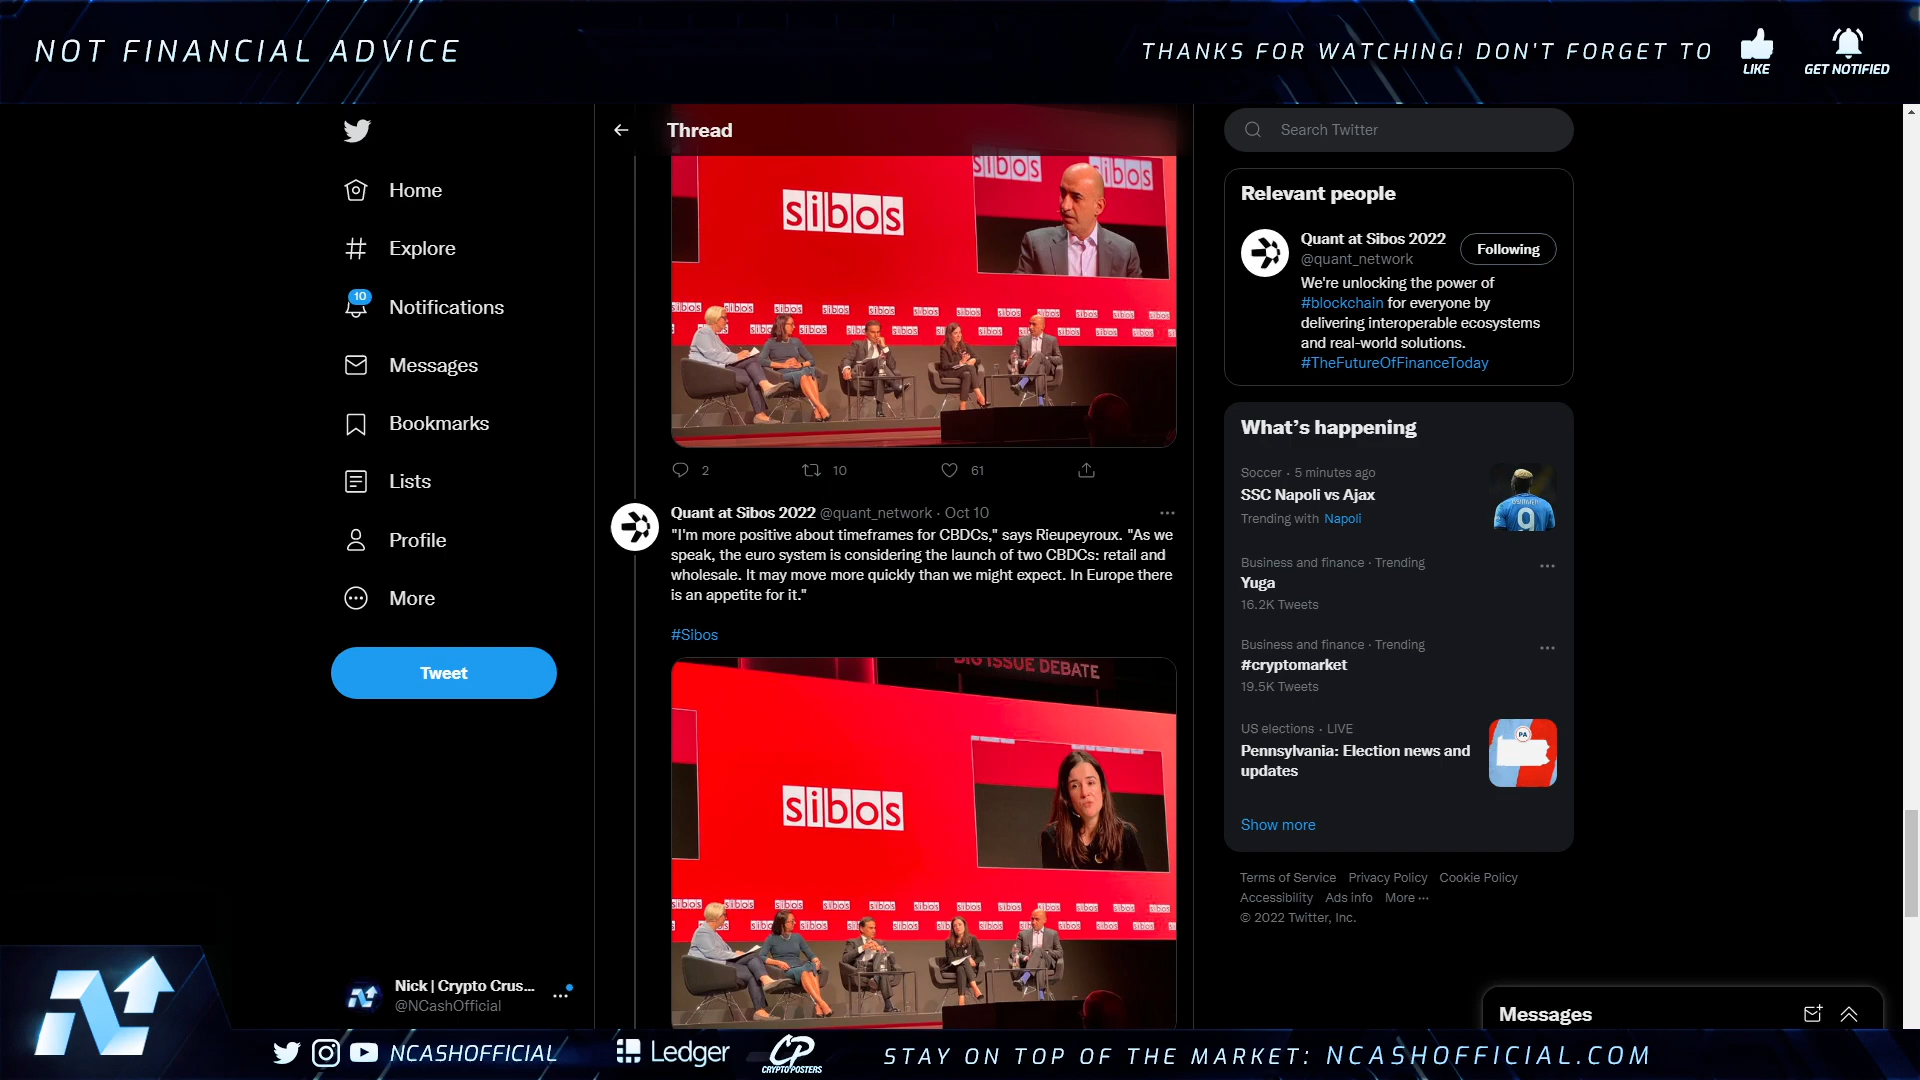 NOT FINANCIAL ADVICE
THANKS FOR WATCHING! DON'T FORGET TO
LIKE
GET NOTIFIED
Home
Explore
10
Notifications
Messages
Bookmarks
Lists
Profile
More
Tweet
Nick | Crypto Crus...
@NCashOfficial
Thread
sibos
sibos
sibos
2
10
61
Quant at Sibos 2022 @quant_network · Oct 10
"I'm more positive about timeframes for CBDCs," says Rieupeyroux. "As we
speak, the euro system is considering the launch of two CBDCs: retail and
wholesale. It may move more quickly than we might expect. In Europe there
is an appetite for it."
#Sibos
BIG ISSUE DEBATE
sibos
Search Twitter
Relevant people
Quant at Sibos 2022
@quant_network
Following
We're unlocking the power of
#blockchain for everyone by
delivering interoperable ecosystems
and real-world solutions.
#TheFutureOfFinanceToday
What's happening
Soccer · 5 minutes ago
SSC Napoli vs Ajax
Trending with Napoli
9
Business and finance · Trending
Yuga
16.2K Tweets
Business and finance · Trending
#cryptomarket
19.5K Tweets
US elections · LIVE
Pennsylvania: Election news and
updates
PA
Show more
Terms of Service Privacy Policy Cookie Policy
Accessibility Ads info More ···
© 2022 Twitter, Inc.
Messages
NCASHOFFICIAL
Ledger
CP
CRYPTO POSTERS
STAY ON TOP OF THE MARKET: NCASHOFFICIAL.COM